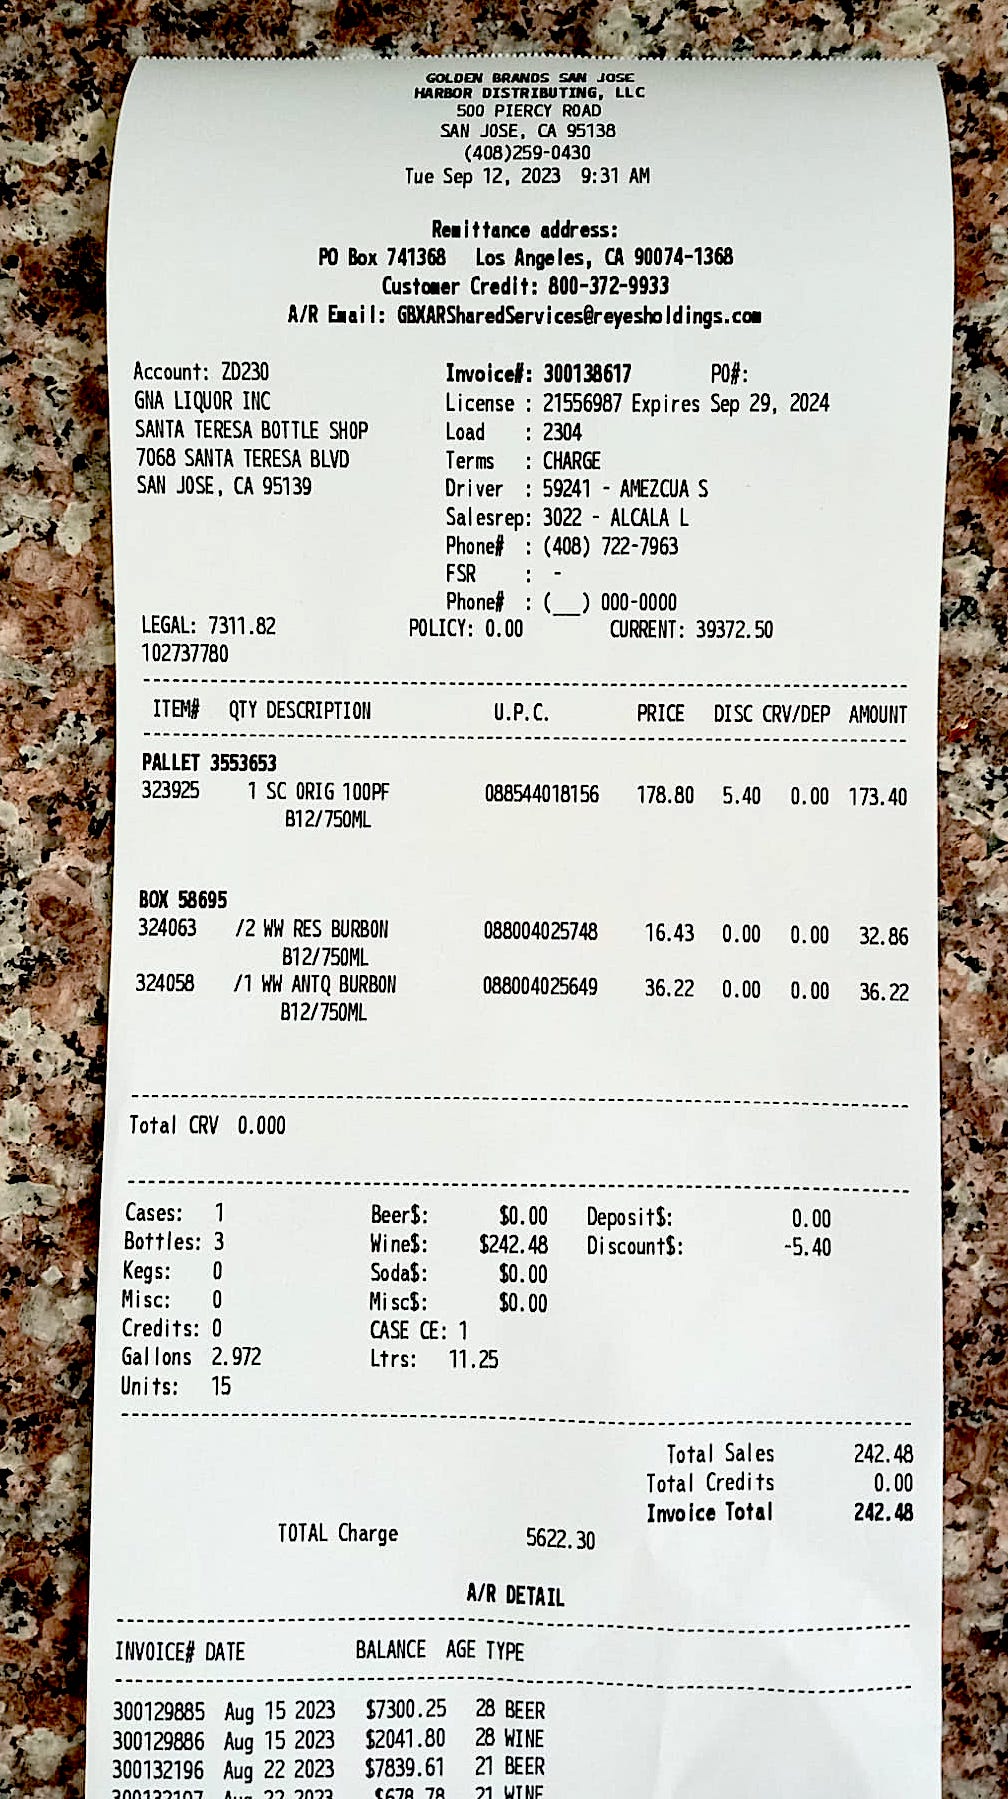 GOLDEN BRANDS SAN JOSE
HARBOR DISTRIBUTING, LLC
500 PIERCY ROAD
SAN JOSE, CA 95138
(408)259-0430
Tue Sep 12, 2023 9:31 AM
Remittance address:
PO Box 741368 Los Angeles, CA 90074-1368
Customer Credit: 800-372-9933
A/R Email: GBXARSharedServices@reyesholdings.com
Account: ZD230 Invoice#: 300138617 PO#:
GNA LIQUOR INC License : 21556987 Expires Sep 29, 2024
SANTA TERESA BOTTLE SHOP Load : 2304
7068 SANTA TERESA BLVD Terms : CHARGE
SAN JOSE, CA 95139 Driver : 59241 - AMEZCUA S
Salesrep: 3022 - ALCALA L
Phone# : (408) 722-7963
FSR : -
Phone# : (__) 000-0000
LEGAL: 7311.82 POLICY: 0.00 CURRENT: 39372.50
102737780
ITEM# QTY DESCRIPTION U.P.C. PRICE DISC CRV/DEP AMOUNT
PALLET 3553653
323925 1 SC ORIG 100PF 088544018156 178.80 5.40 0.00 173.40
B12/750ML
BOX 58695
324063 /2 WW RES BURBON 088004025748 16.43 0.00 0.00 32.86
B12/750ML
324058 /1 WW ANTQ BURBON 088004025649 36.22 0.00 0.00 36.22
B12/750ML
Total CRV 0.000
Cases: 1 Beer$: $0.00 Deposit$: 0.00
Bottles: 3 Wine$: $242.48 Discount$: -5.40
Kegs: 0 Soda$: $0.00
Misc: 0 Misc$: $0.00
Credits: 0 CASE CE: 1
Gallons 2.972 Ltrs: 11.25
Units: 15
Total Sales 242.48
Total Credits 0.00
Invoice Total 242.48
TOTAL Charge 5622.30
A/R DETAIL
INVOICE# DATE BALANCE AGE TYPE
300129885 Aug 15 2023 $7300.25 28 BEER
300129886 Aug 15 2023 $2041.80 28 WINE
300132196 Aug 22 2023 $7839.61 21 BEER
300132197 Aug 22 2023 $678.78 21 WINE